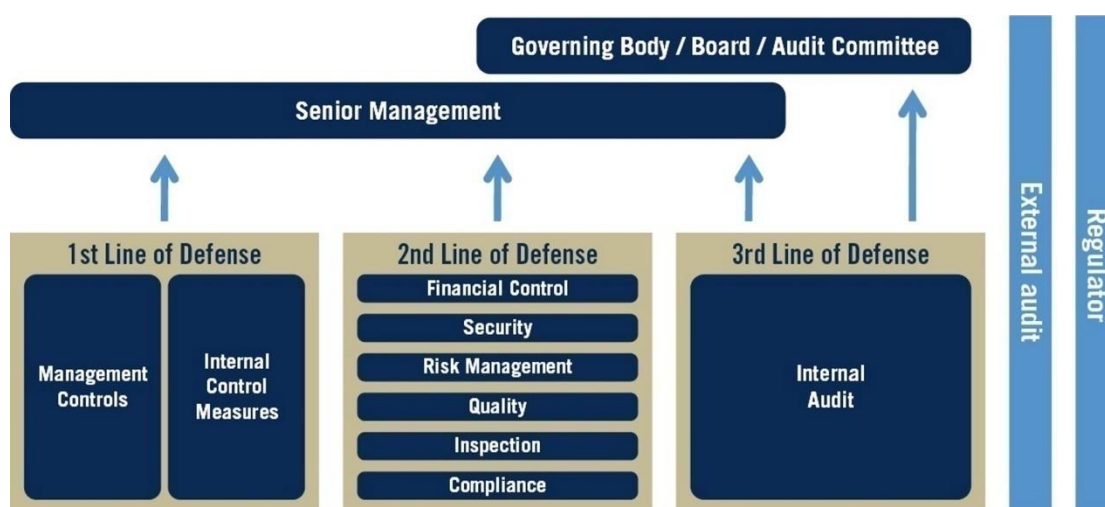 Governing Body / Board / Audit Committee
Senior Management
1st Line of Defense
Management
Controls
Internal
Control
Measures
2nd Line of Defense
Financial Control
Security
Risk Management
Quality
Inspection
Compliance
3rd Line of Defense
Internal
Audit
External audit
Regulator